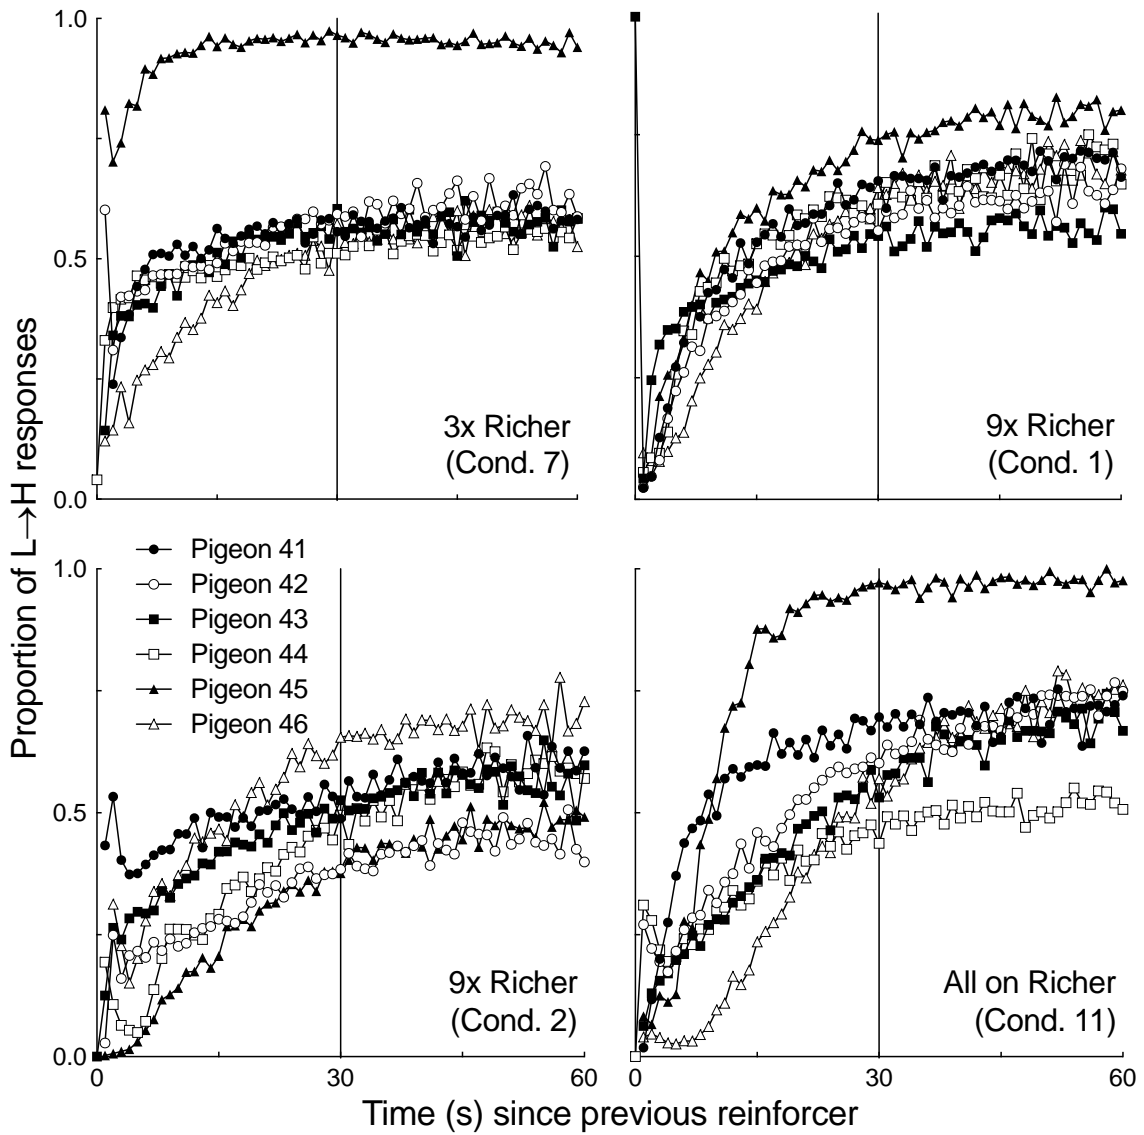 Proportion of L→H responses
1.0
0.5
0.0
3x Richer
(Cond. 7)
9x Richer
(Cond. 1)
Pigeon 41
Pigeon 42
Pigeon 43
Pigeon 44
Pigeon 45
Pigeon 46
1.0
0.5
0.0
9x Richer
(Cond. 2)
All on Richer
(Cond. 11)
0
30
60
0
30
60
Time (s) since previous reinforcer